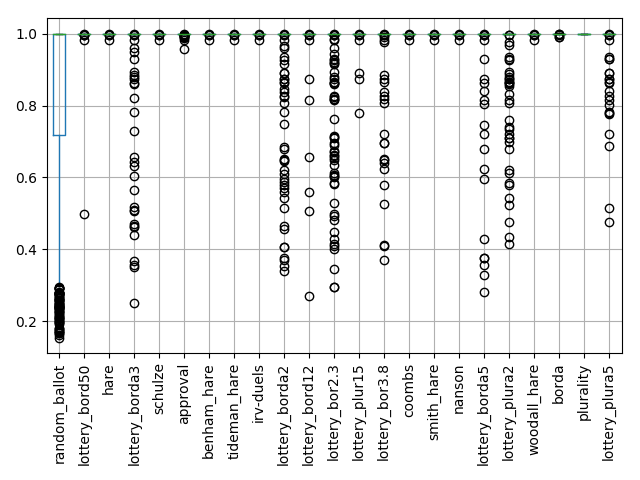 1.0
0.8
0.6
0.4
0.2
random_ballot
lottery_bord50
hare
lottery_borda3
schulze
approval
benham_hare
tideman_hare
irv-duels
lottery_borda2
lottery_bord12
lottery_bor2.3
lottery_plur15
lottery_bor3.8
coombs
smith_hare
nanson
lottery_borda5
lottery_plura2
woodall_hare
borda
plurality
lottery_plura5